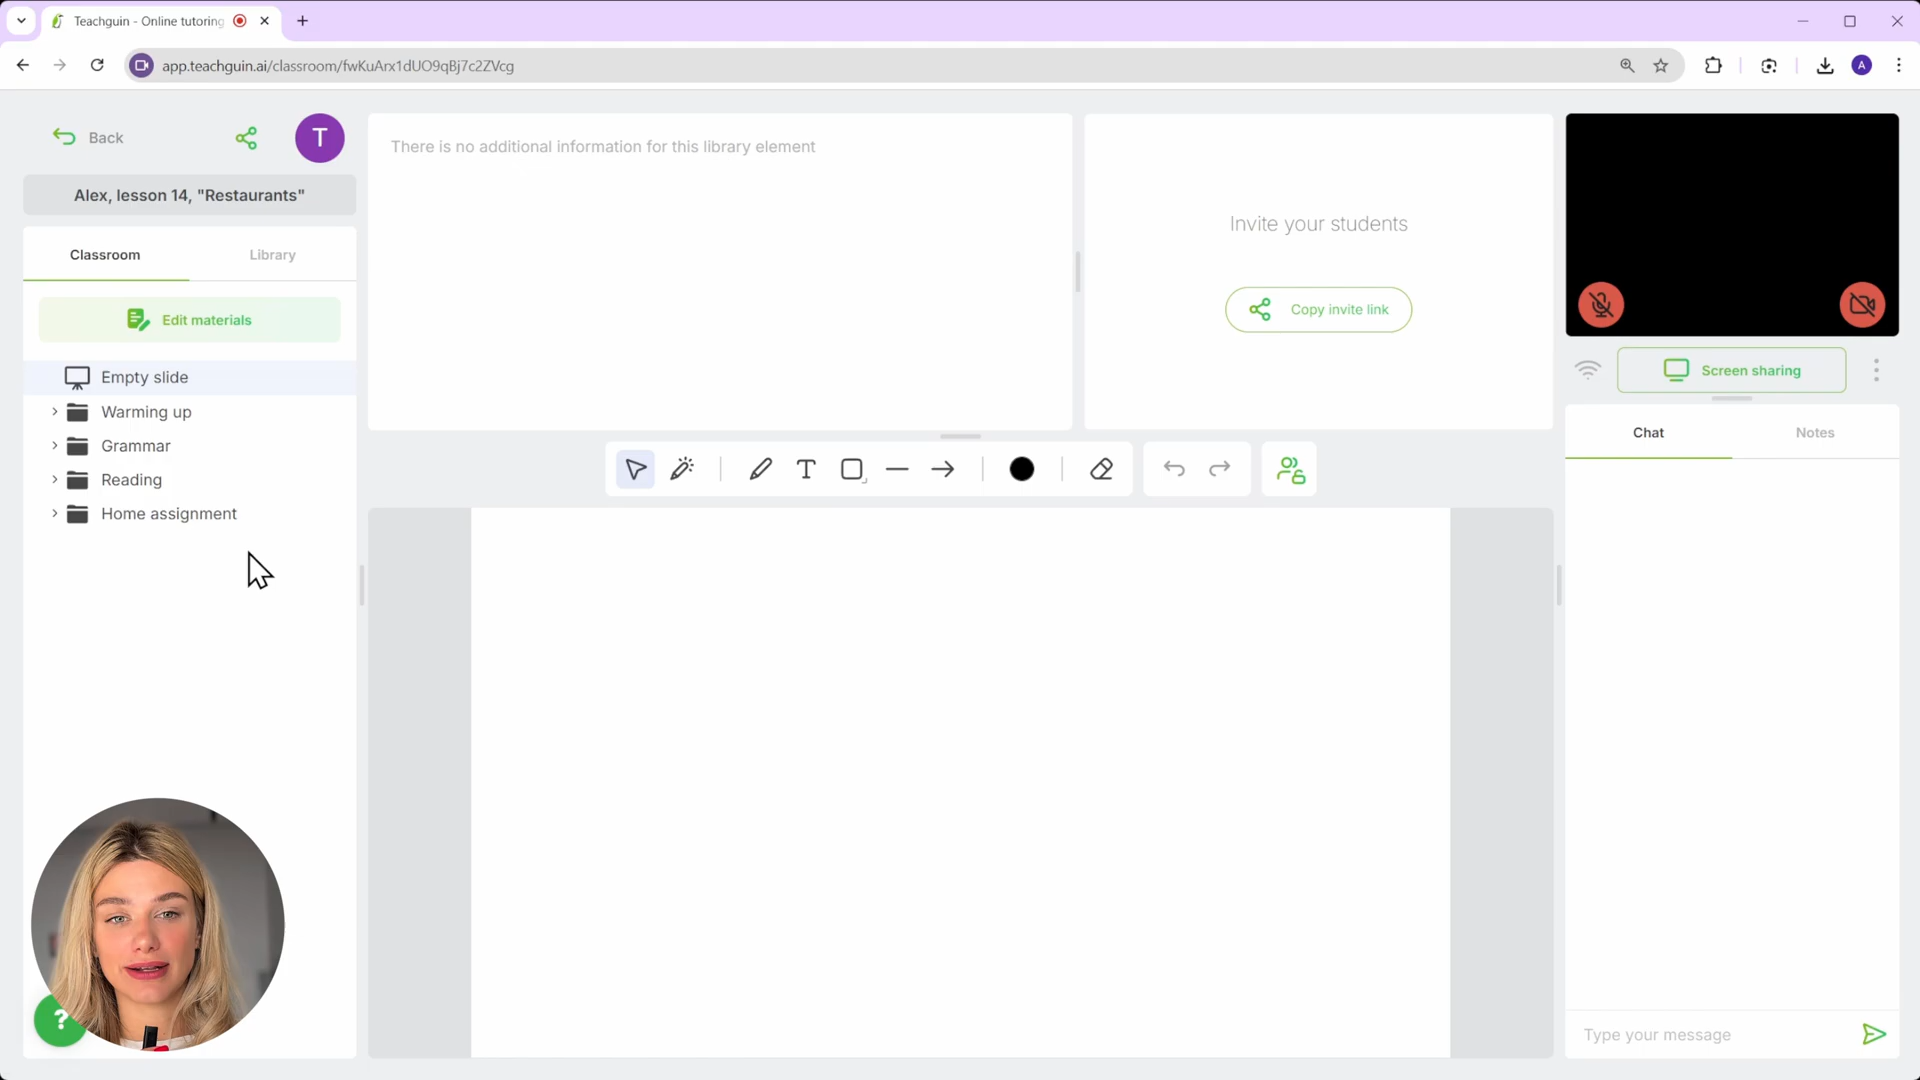 Teachguin - Online tutoring
app.teachguin.ai/classroom/fwKuArx1dUO9qBj7c2ZVcg
A
Back
T
Alex, lesson 14, "Restaurants"
Classroom
Library
Edit materials
Empty slide
Warming up
Grammar
Reading
Home assignment
?
There is no additional information for this library element
Invite your students
Copy invite link
T
Screen sharing
Chat
Notes
Type your message